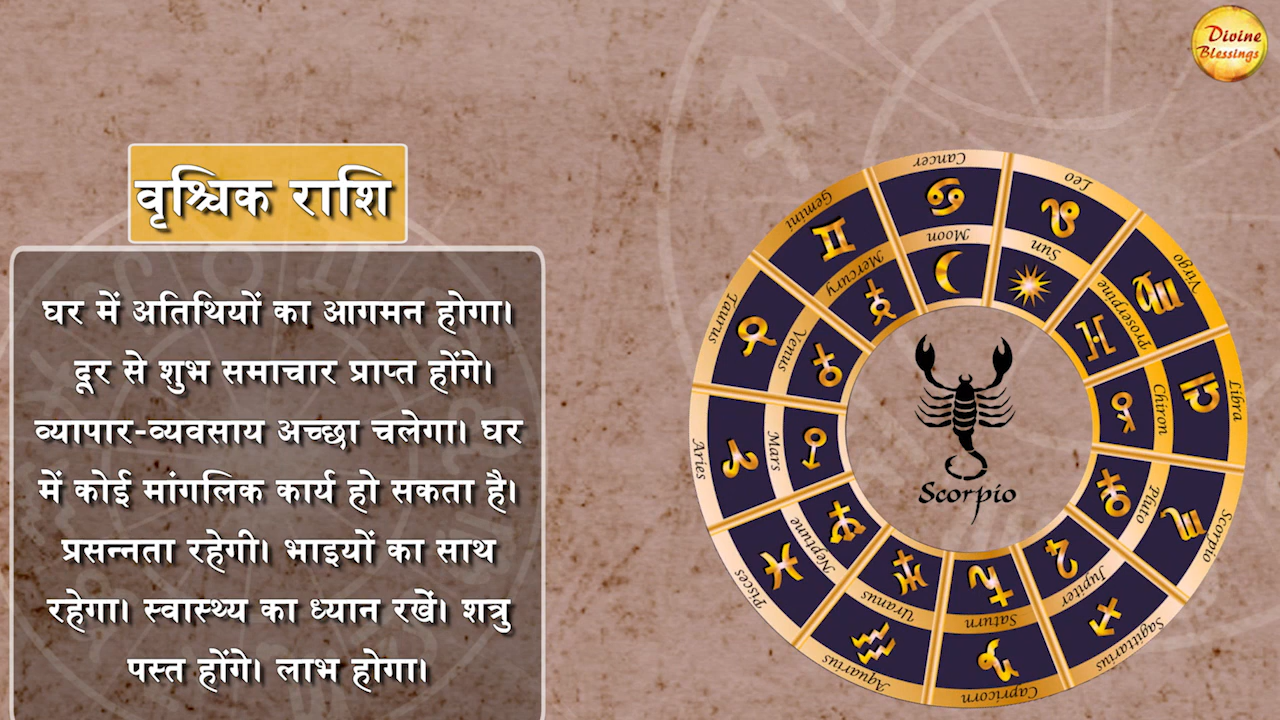 Divine
Blessings
वृश्चिक राशि
घर में अतिथियों का आगमन होगा।
दूर से शुभ समाचार प्राप्त होंगे।
व्यापार-व्यवसाय अच्छा चलेगा। घर
में कोई मांगलिक कार्य हो सकता है।
प्रसन्नता रहेगी। भाइयों का साथ
रहेगा। स्वास्थ्य का ध्यान रखें। शत्रु
पस्त होंगे। लाभ होगा।
Cancer
Leo
Virgo
Libra
Scorpio
Sagittarius
Capricorn
Aquarius
Pisces
Aries
Taurus
Gemini
Moon
Sun
Proserpine
Chiron
Pluto
Jupiter
Saturn
Uranus
Neptune
Mars
Venus
Mercury
Scorpio